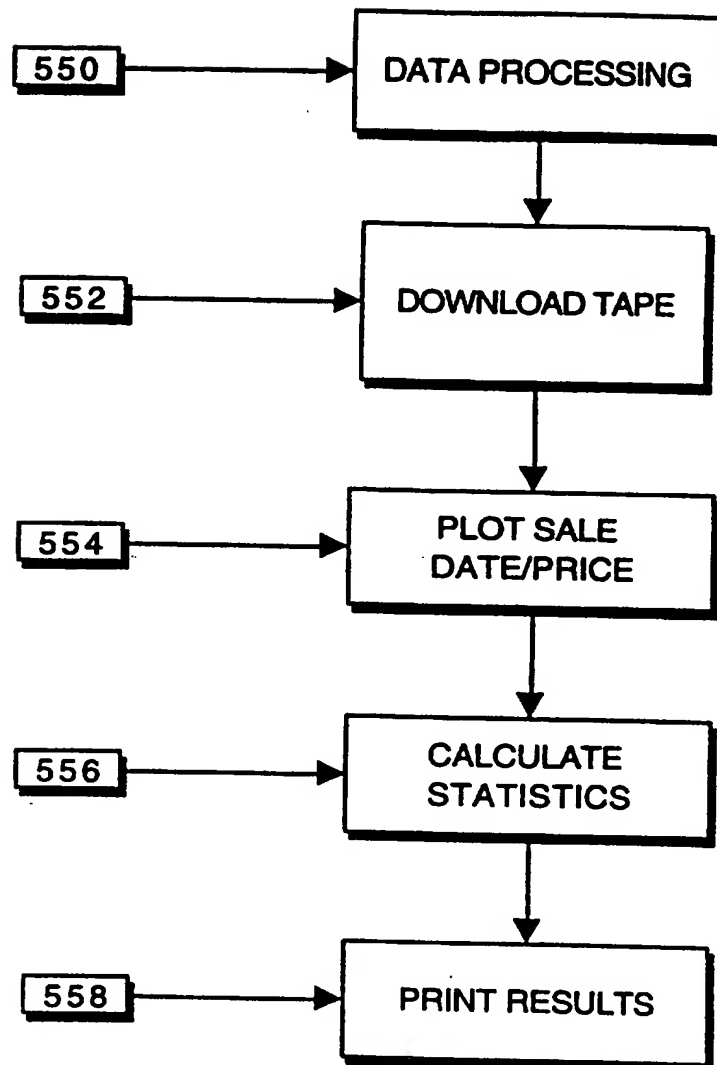 550
DATA PROCESSING
552
DOWNLOAD TAPE
554
PLOT SALE
DATE/PRICE
556
CALCULATE
STATISTICS
558
PRINT RESULTS